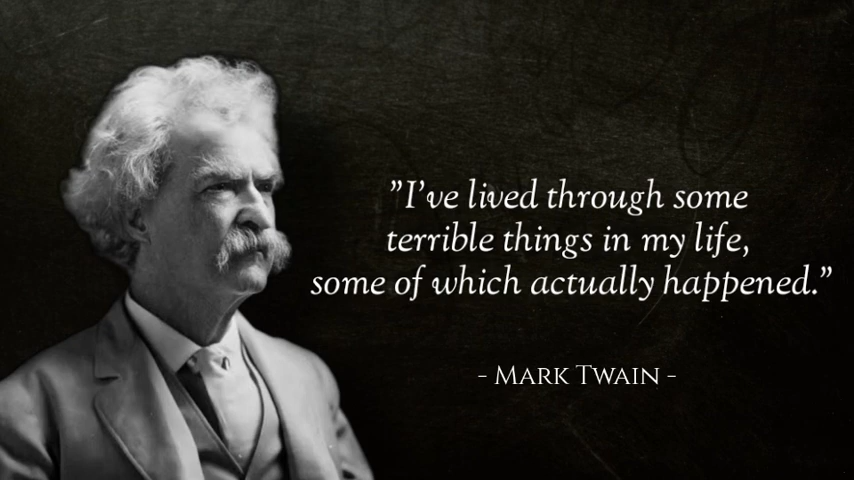 ”I’ve lived through some
terrible things in my life,
some of which actually happened.”
- Mark Twain -